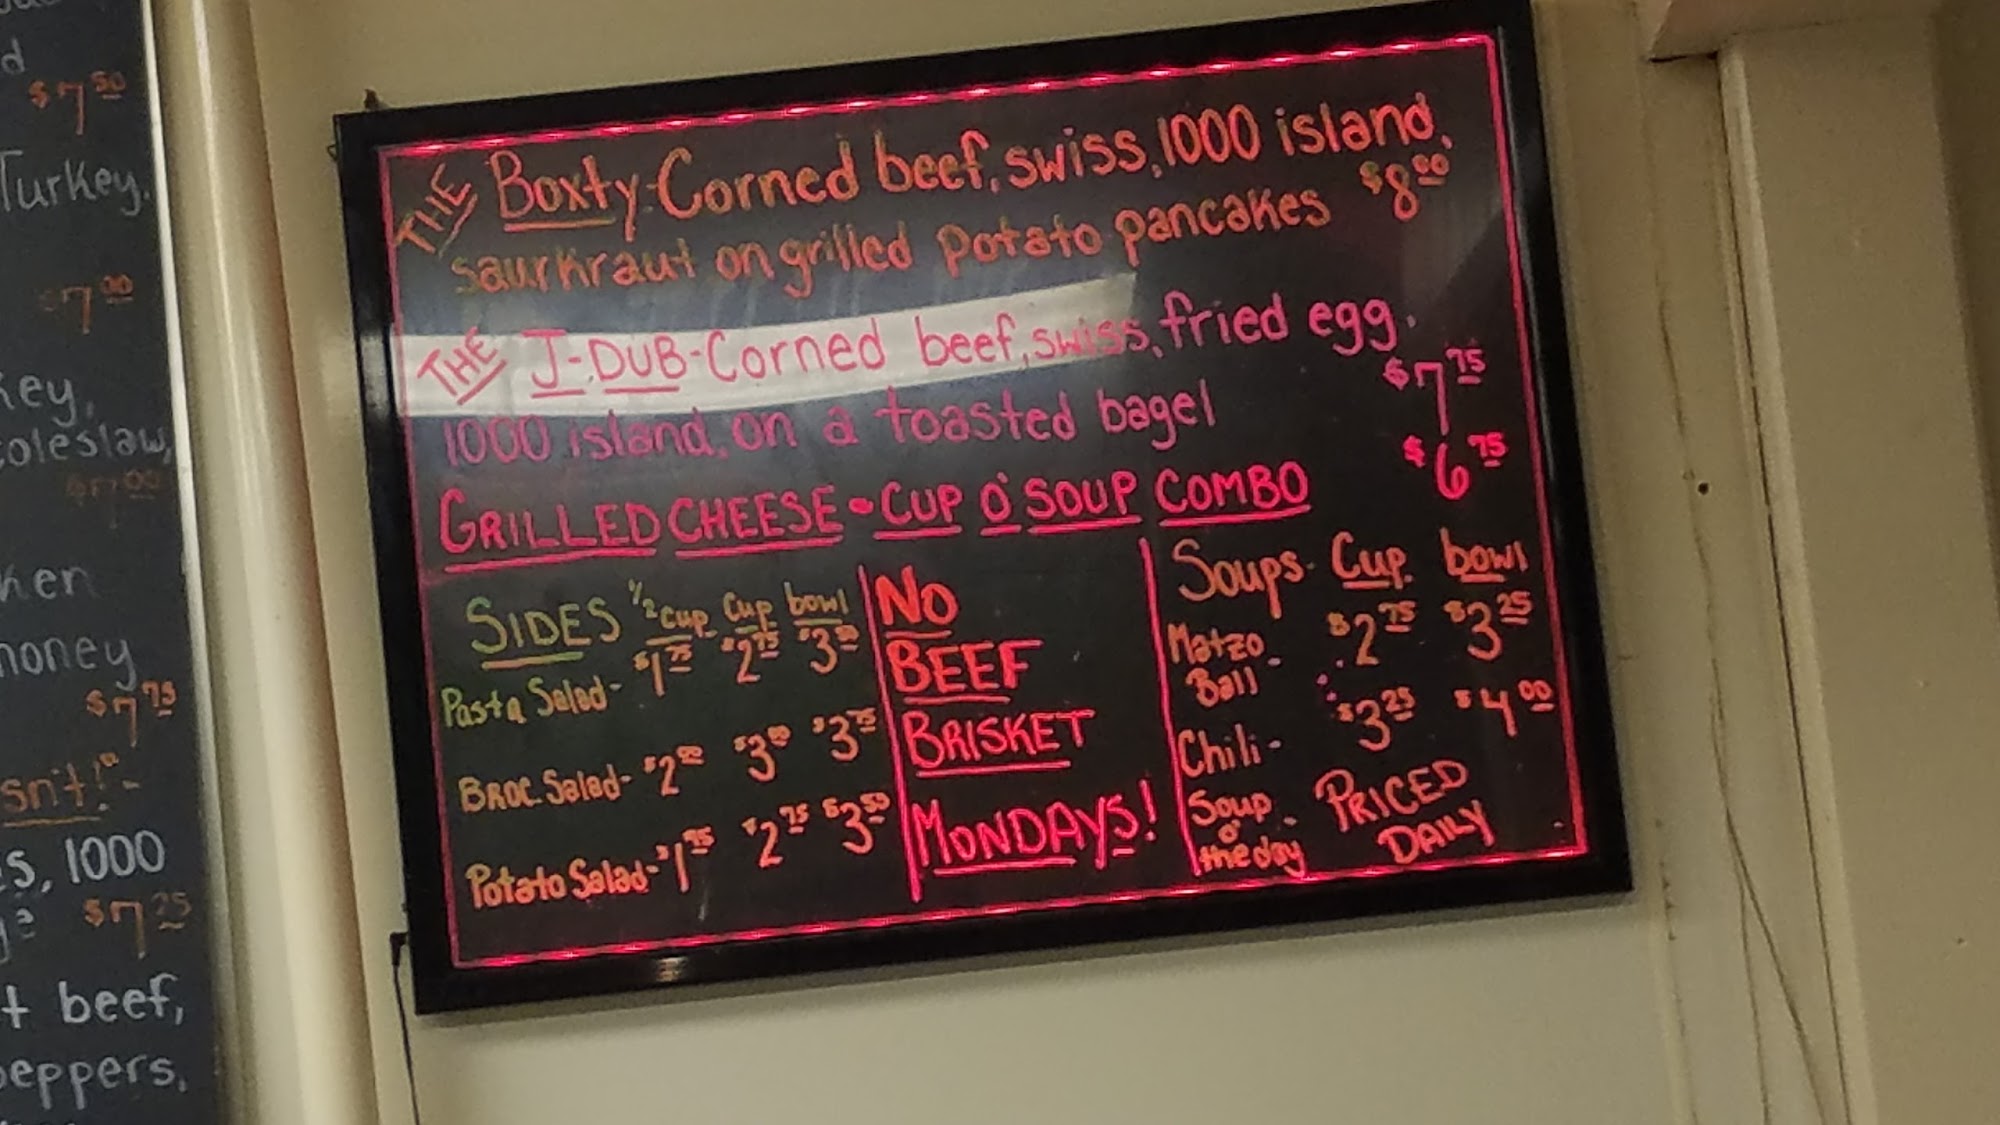 d
$7.50
Turkey,
$7.00
key,
coleslaw,
$7.00
ken
honey
$7.75
snit!"-
s, 1000
$7.25
t beef,
peppers,
THE Boxty-Corned beef, swiss, 1000 island,
saurkraut on grilled potato pancakes $8.00
THE J-DUB-Corned beef, swiss, fried egg,
1000 island, on a toasted bagel $7.75
GRILLED CHEESE-CUP O' SOUP COMBO $6.75
SIDES 1/2 cup Cup bowl
Pasta Salad- $1.75 $2.75 $3.50
BROC. Salad- $2.00 $3.00 $3.75
Potato Salad- $1.75 $2.75 $3.50
NO
BEEF
BRISKET
MONDAYS!
Soups- Cup bowl
Matzo
Ball - $2.75 $3.25
Chili- $3.25 $4.00
Soup
o'
the day - PRICED
DAILY